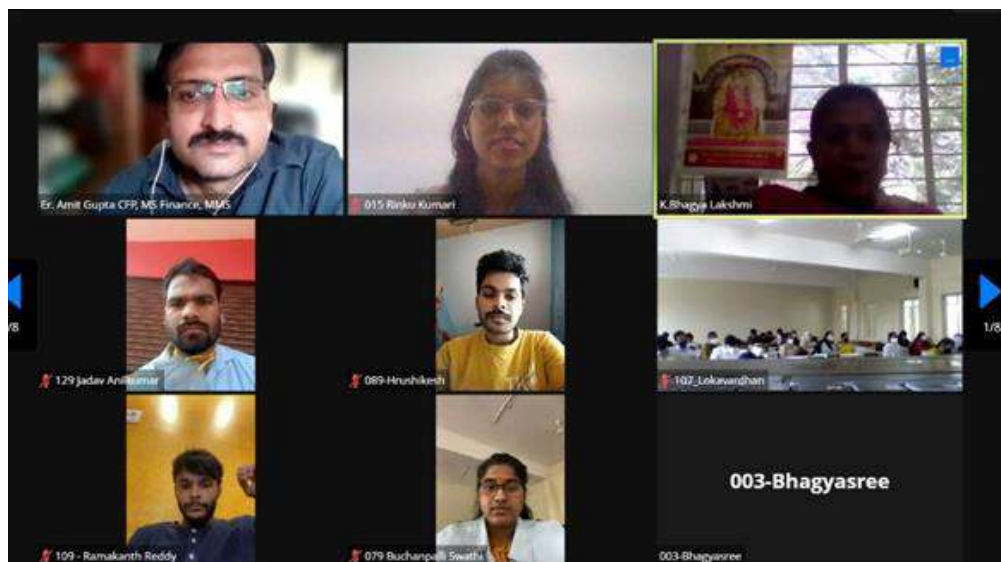 Er. Amit Gupta CFP, MS Finance, MMS
015 Rinku Kumari
K.Bhagya Lakshmi
129 Jadav Anilkumar
089-Hrushikesh
107_Lokavardhan
/8
1/8
109 - Ramakanth Reddy
079 Buchanpalli Swathi
003-Bhagyasree
003-Bhagyasree